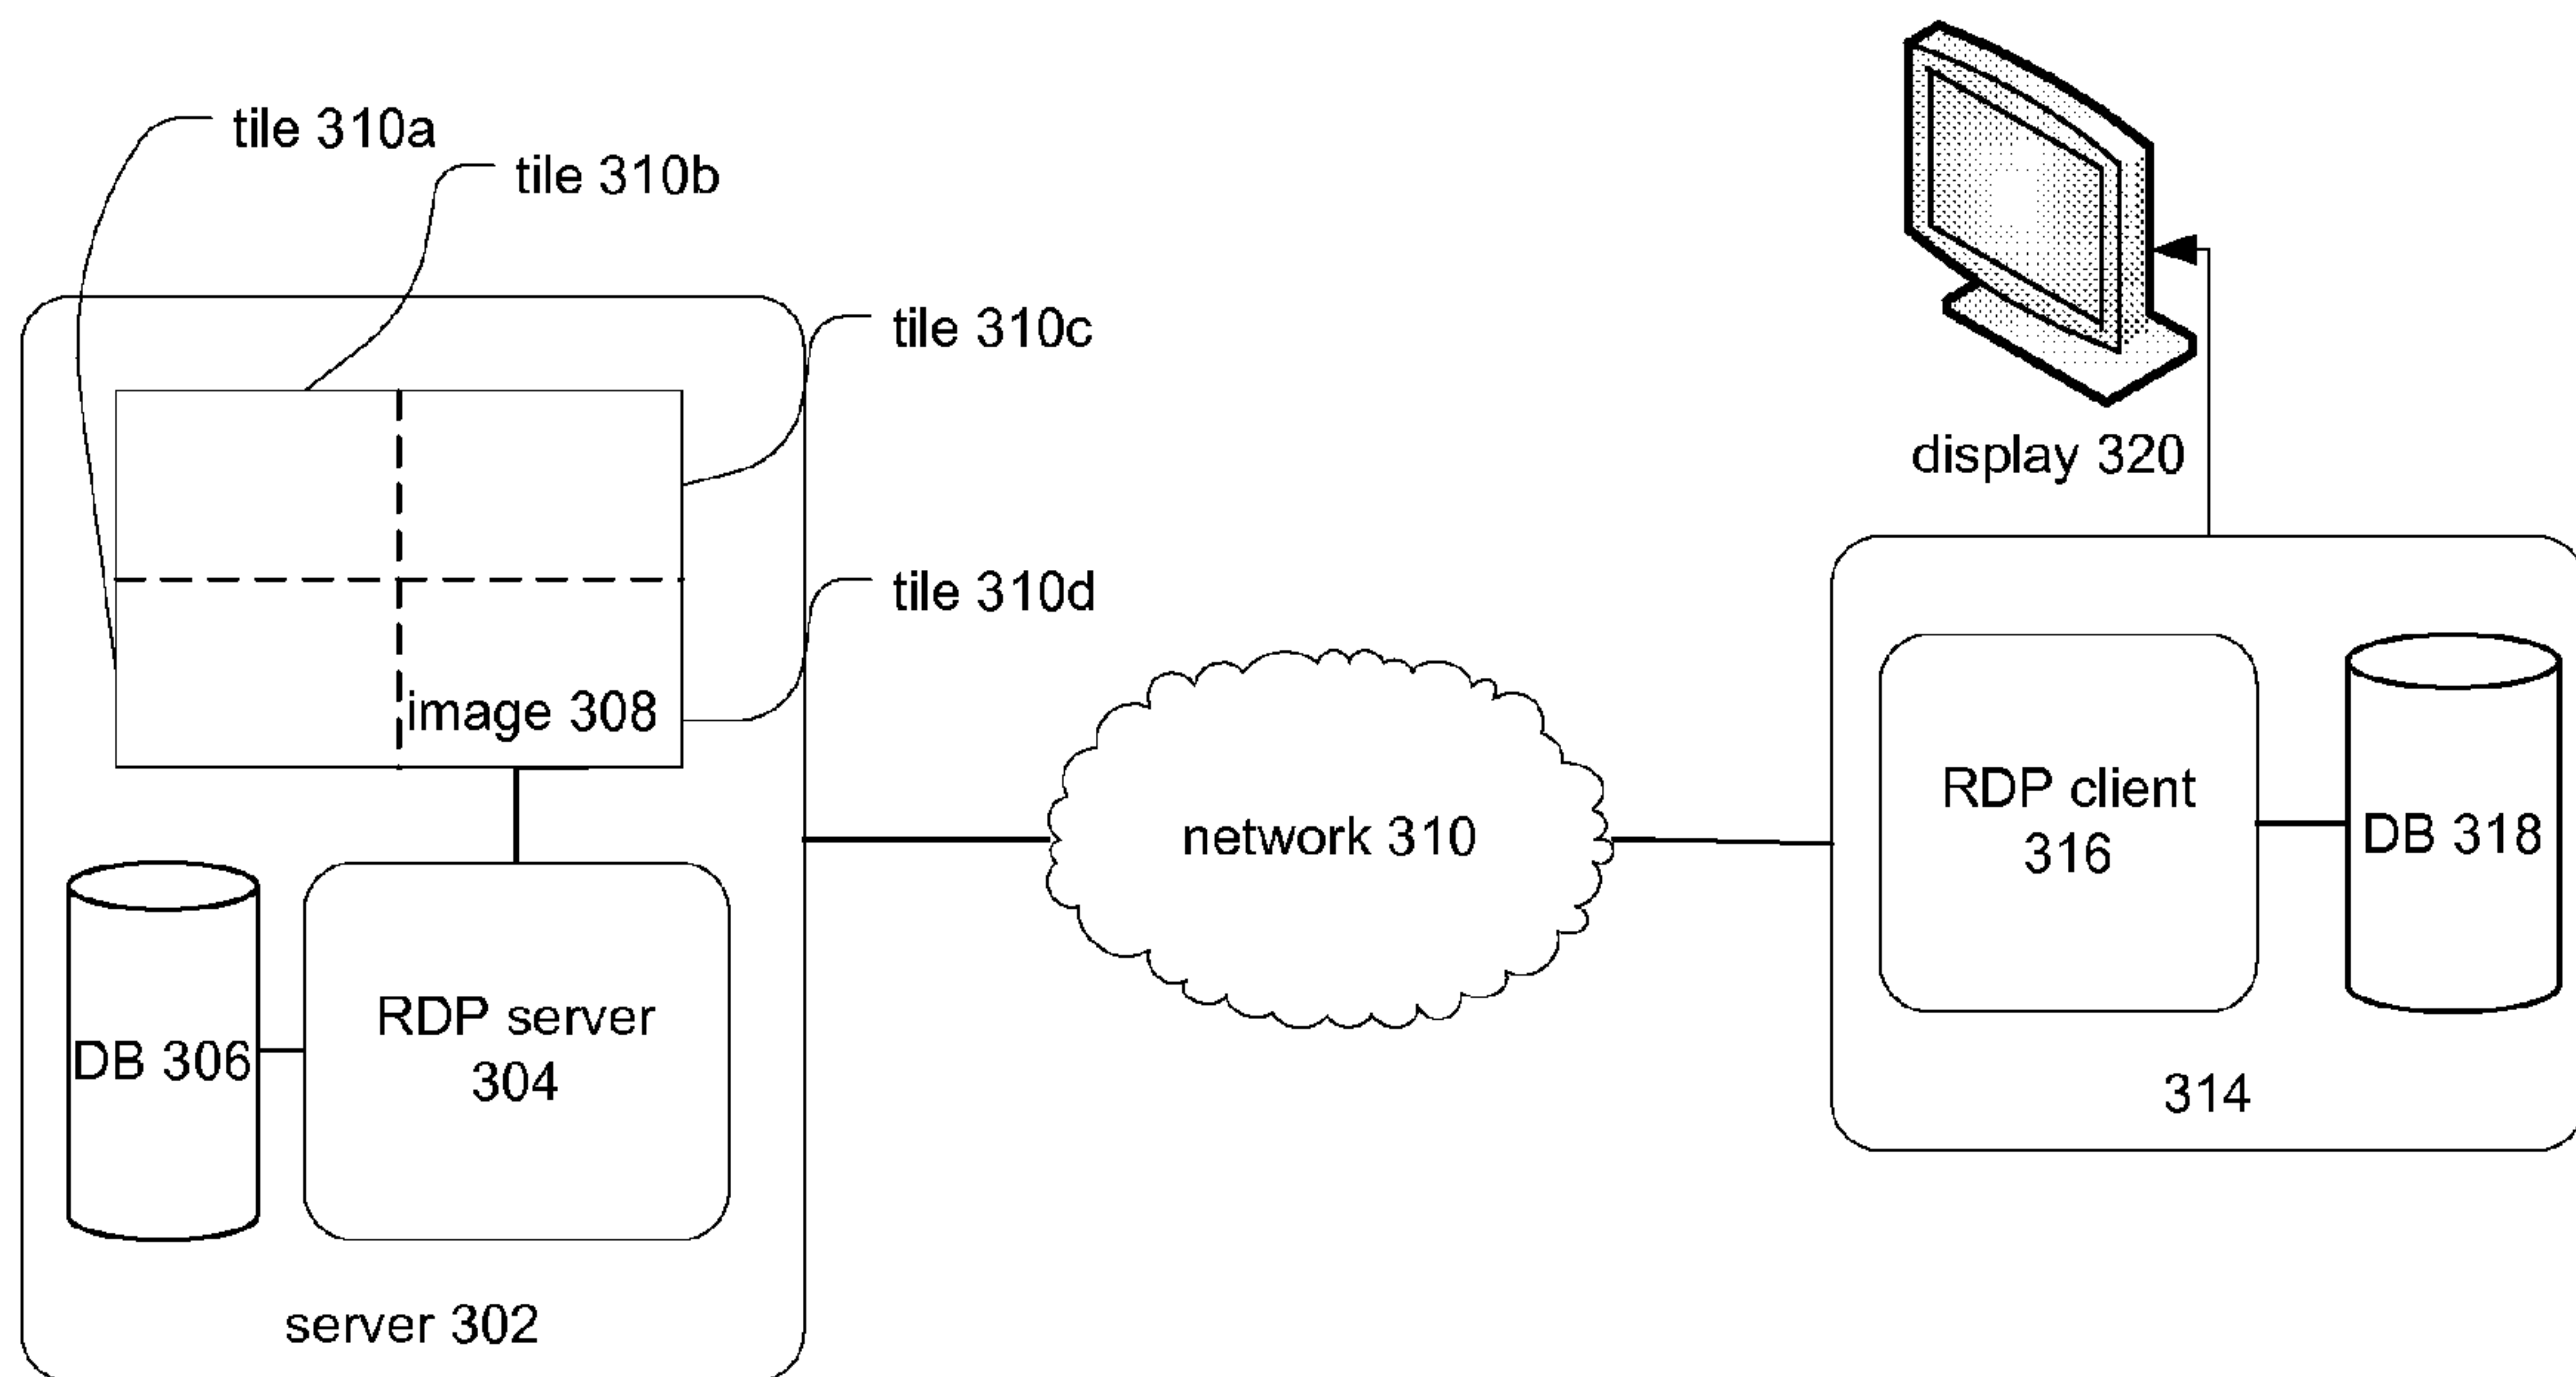 tile 310a
tile 310b
tile 310c
display 320
tile 310d
image 308
network 310
RDP client
316
DB 318
RDP server
304
DB 306
314
server 302